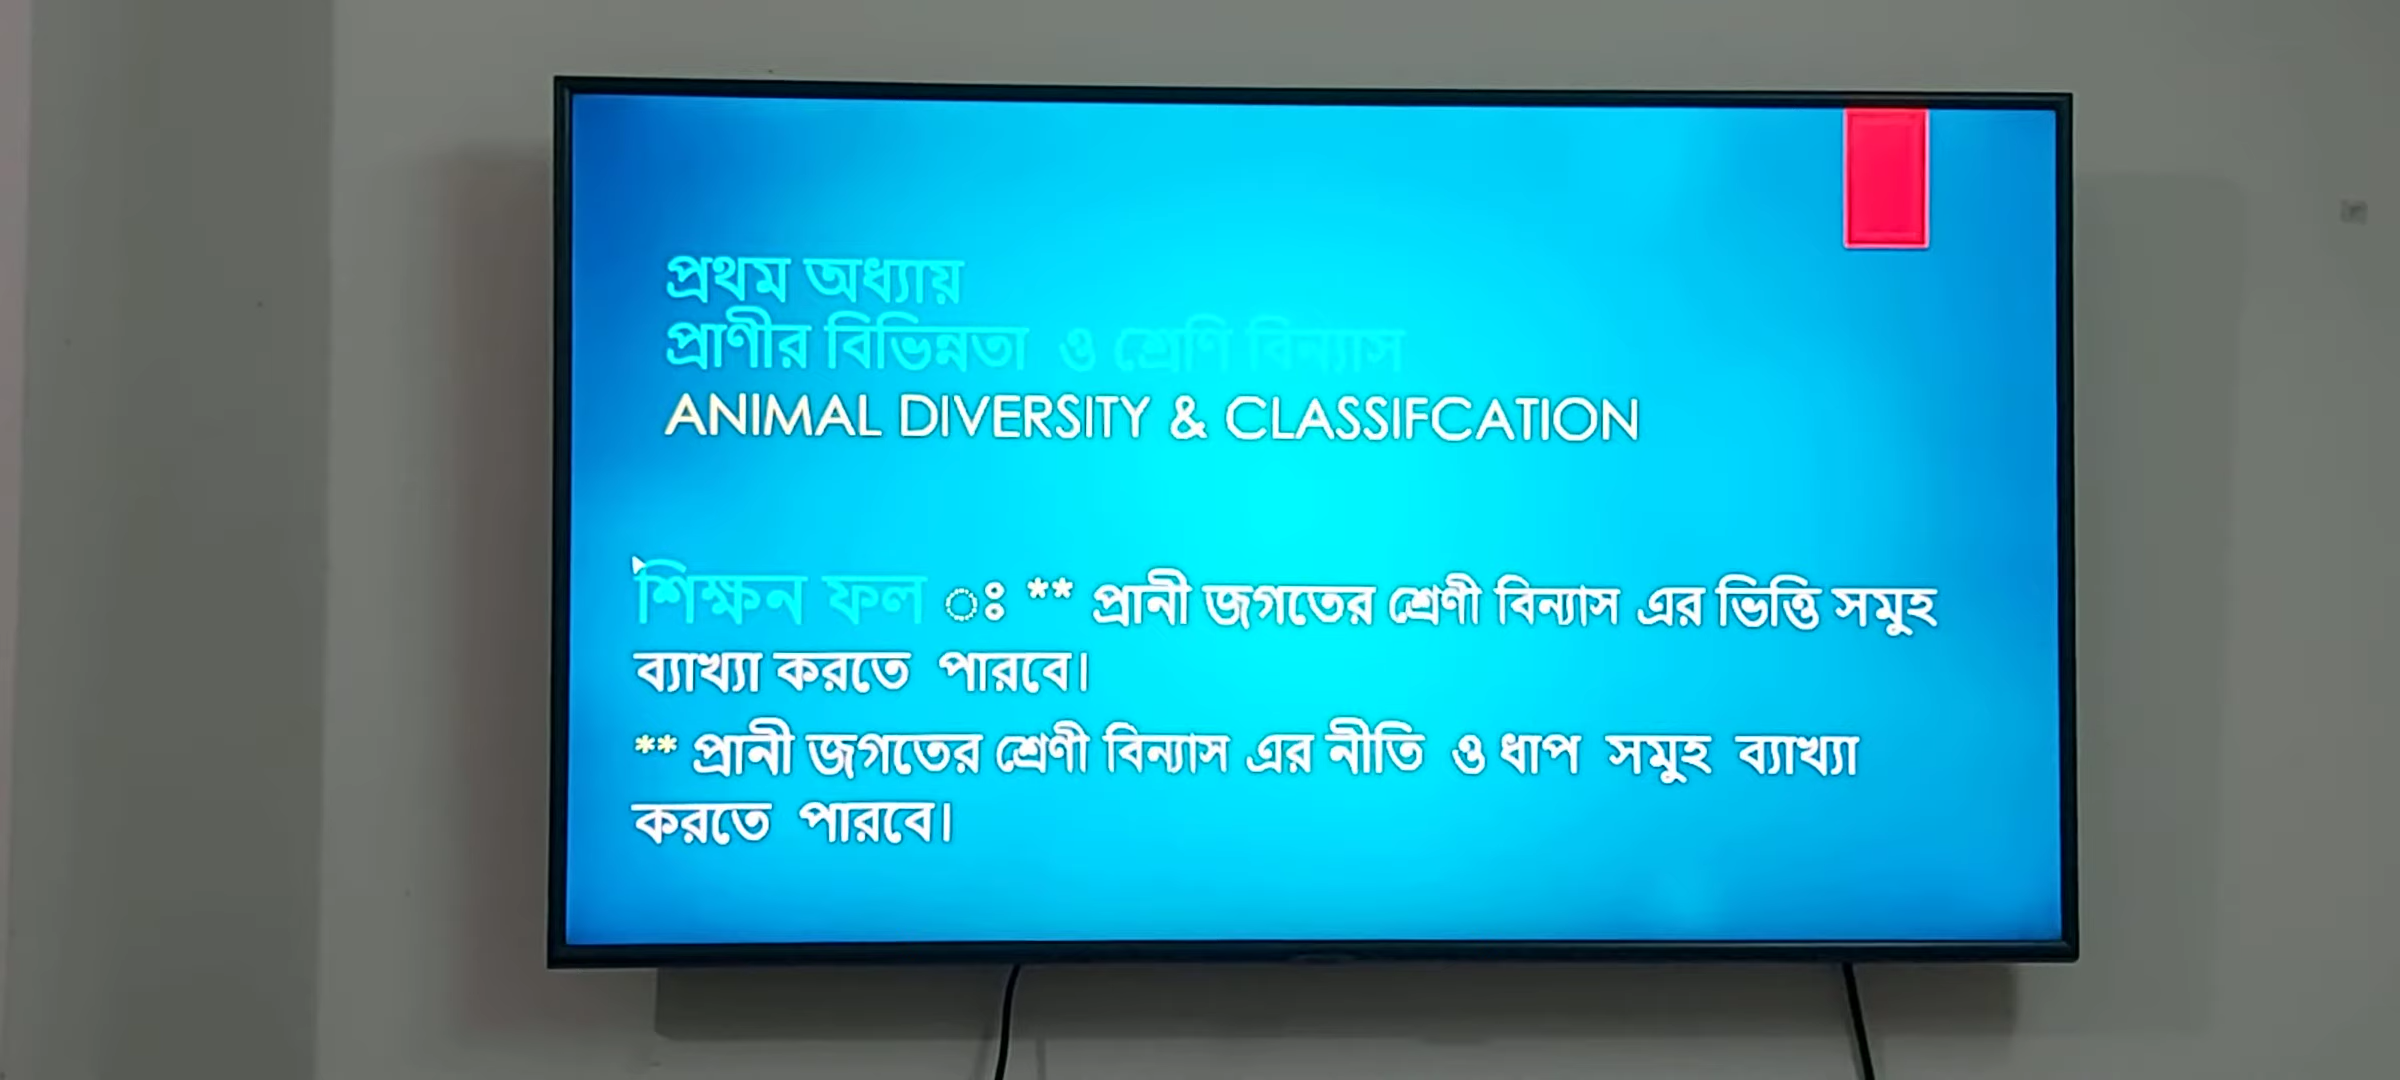 প্রথম অধ্যায়
প্রাণীর বিভিন্নতা ও শ্রেণি বিন্যাস
ANIMAL DIVERSITY & CLASSIFCATION
শিক্ষন ফল ঃ ** প্রানী জগতের শ্রেণী বিন্যাস এর ভিত্তি সমুহ
ব্যাখ্যা করতে পারবে।
** প্রানী জগতের শ্রেণী বিন্যাস এর নীতি ও ধাপ সমুহ ব্যাখ্যা
করতে পারবে।